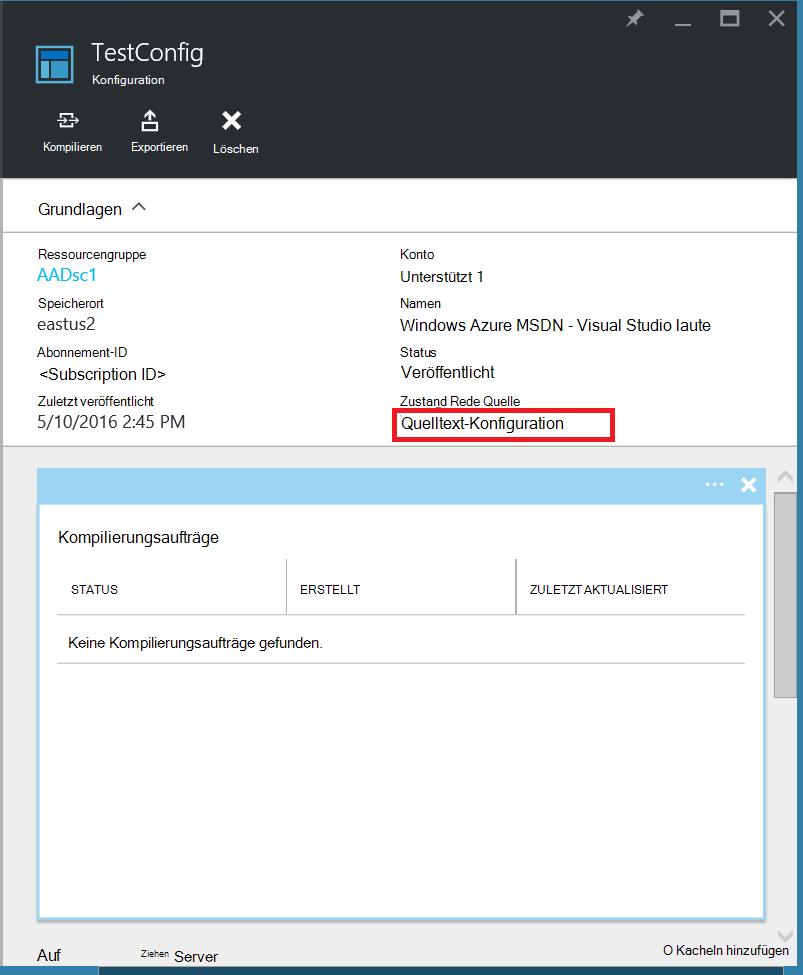 TestConfig
Konfiguration
Kompilieren
Exportieren
Löschen
Grundlagen
Ressourcengruppe
AADsc1
Konto
Unterstützt 1
Speicherort
eastus2
Namen
Windows Azure MSDN - Visual Studio laute
Abonnement-ID
<Subscription ID>
Status
Veröffentlicht
Zuletzt veröffentlicht
5/10/2016 2:45 PM
Zustand Rede Quelle
Quelltext-Konfiguration
Kompilierungsaufträge
STATUS ERSTELLT ZULETZT AKTUALISIERT
Keine Kompilierungsaufträge gefunden.
Auf Ziehen Server
O Kacheln hinzufügen